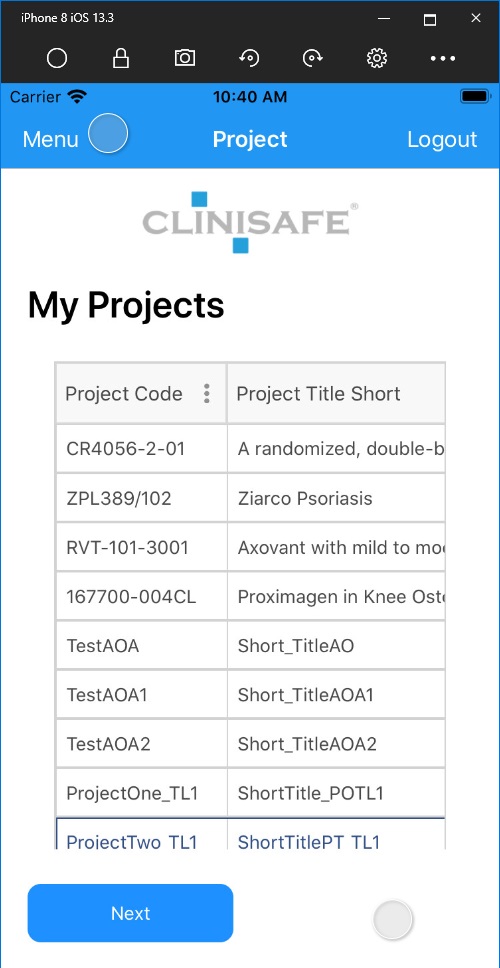 iPhone 8 iOS 13.3
Carrier 10:40 AM
Menu Project Logout
CLINISAFE®
My Projects
Project Code Project Title Short
CR4056-2-01 A randomized, double-b
ZPL389/102 Ziarco Psoriasis
RVT-101-3001 Axovant with mild to mo
167700-004CL Proximagen in Knee Oste
TestAOA Short_TitleAO
TestAOA1 Short_TitleAOA1
TestAOA2 Short_TitleAOA2
ProjectOne_TL1 ShortTitle_POTL1
ProjectTwo_TL1 ShortTitlePT_TL1
Next